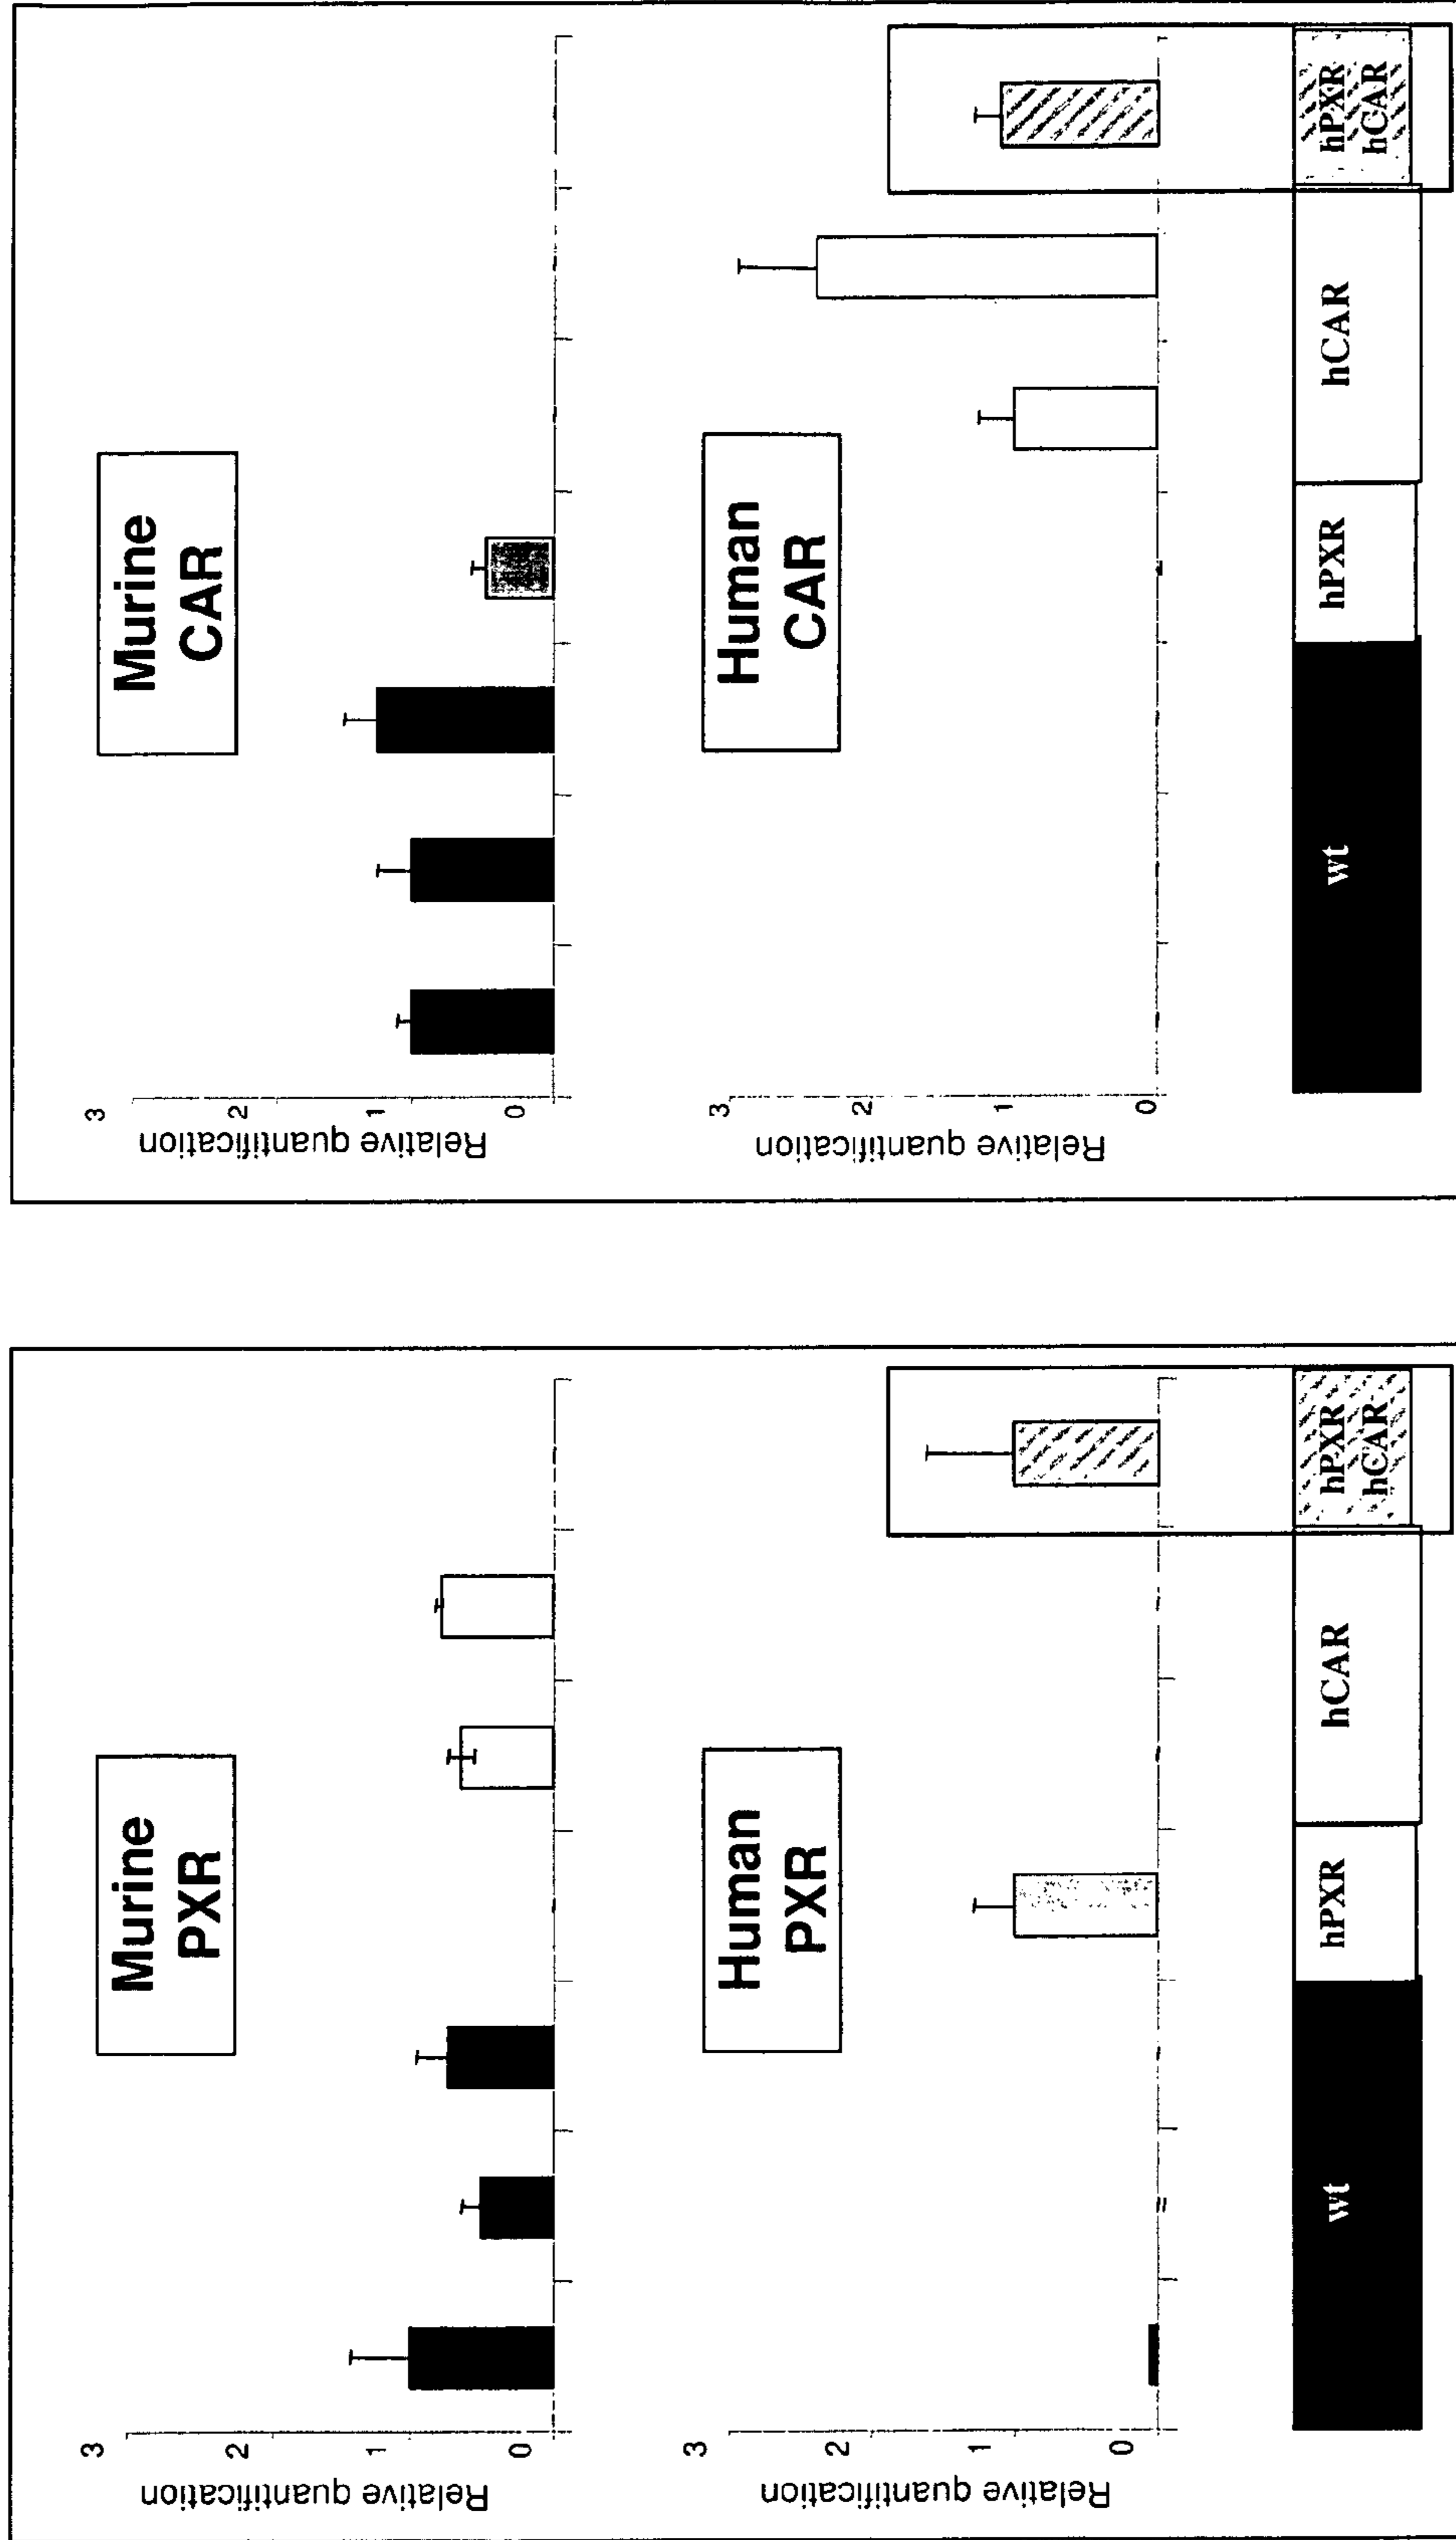 Murine
PXR
3
2
1
0
Relative quantification
Human
PXR
3
2
1
0
Relative quantification
wt
hPXR
hCAR
hPXR
hCAR
Murine
CAR
3
2
1
0
Relative quantification
Human
CAR
3
2
1
0
Relative quantification
wt
hPXR
hCAR
hPXR
hCAR